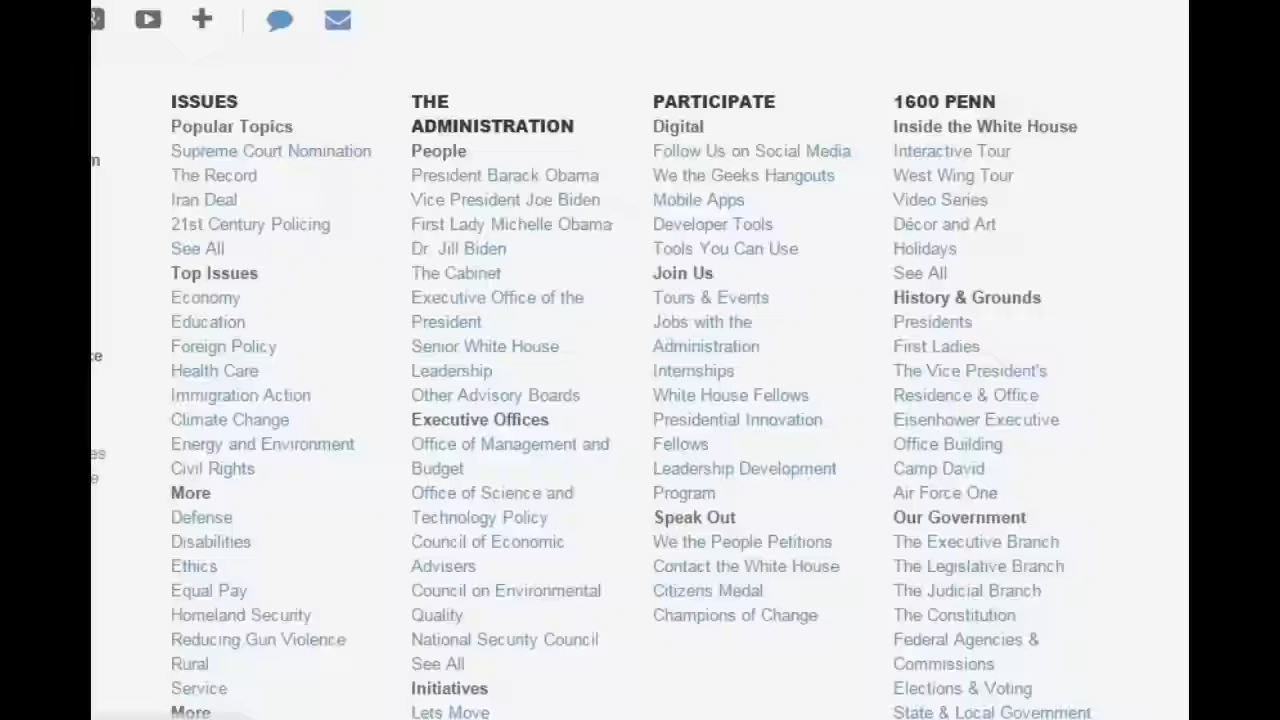 m
ce
es
e
ISSUES
Popular Topics
Supreme Court Nomination
The Record
Iran Deal
21st Century Policing
See All
Top Issues
Economy
Education
Foreign Policy
Health Care
Immigration Action
Climate Change
Energy and Environment
Civil Rights
More
Defense
Disabilities
Ethics
Equal Pay
Homeland Security
Reducing Gun Violence
Rural
Service
More
THE
ADMINISTRATION
People
President Barack Obama
Vice President Joe Biden
First Lady Michelle Obama
Dr. Jill Biden
The Cabinet
Executive Office of the
President
Senior White House
Leadership
Other Advisory Boards
Executive Offices
Office of Management and
Budget
Office of Science and
Technology Policy
Council of Economic
Advisers
Council on Environmental
Quality
National Security Council
See All
Initiatives
Lets Move
PARTICIPATE
Digital
Follow Us on Social Media
We the Geeks Hangouts
Mobile Apps
Developer Tools
Tools You Can Use
Join Us
Tours & Events
Jobs with the
Administration
Internships
White House Fellows
Presidential Innovation
Fellows
Leadership Development
Program
Speak Out
We the People Petitions
Contact the White House
Citizens Medal
Champions of Change
1600 PENN
Inside the White House
Interactive Tour
West Wing Tour
Video Series
Décor and Art
Holidays
See All
History & Grounds
Presidents
First Ladies
The Vice President's
Residence & Office
Eisenhower Executive
Office Building
Camp David
Air Force One
Our Government
The Executive Branch
The Legislative Branch
The Judicial Branch
The Constitution
Federal Agencies &
Commissions
Elections & Voting
State & Local Government